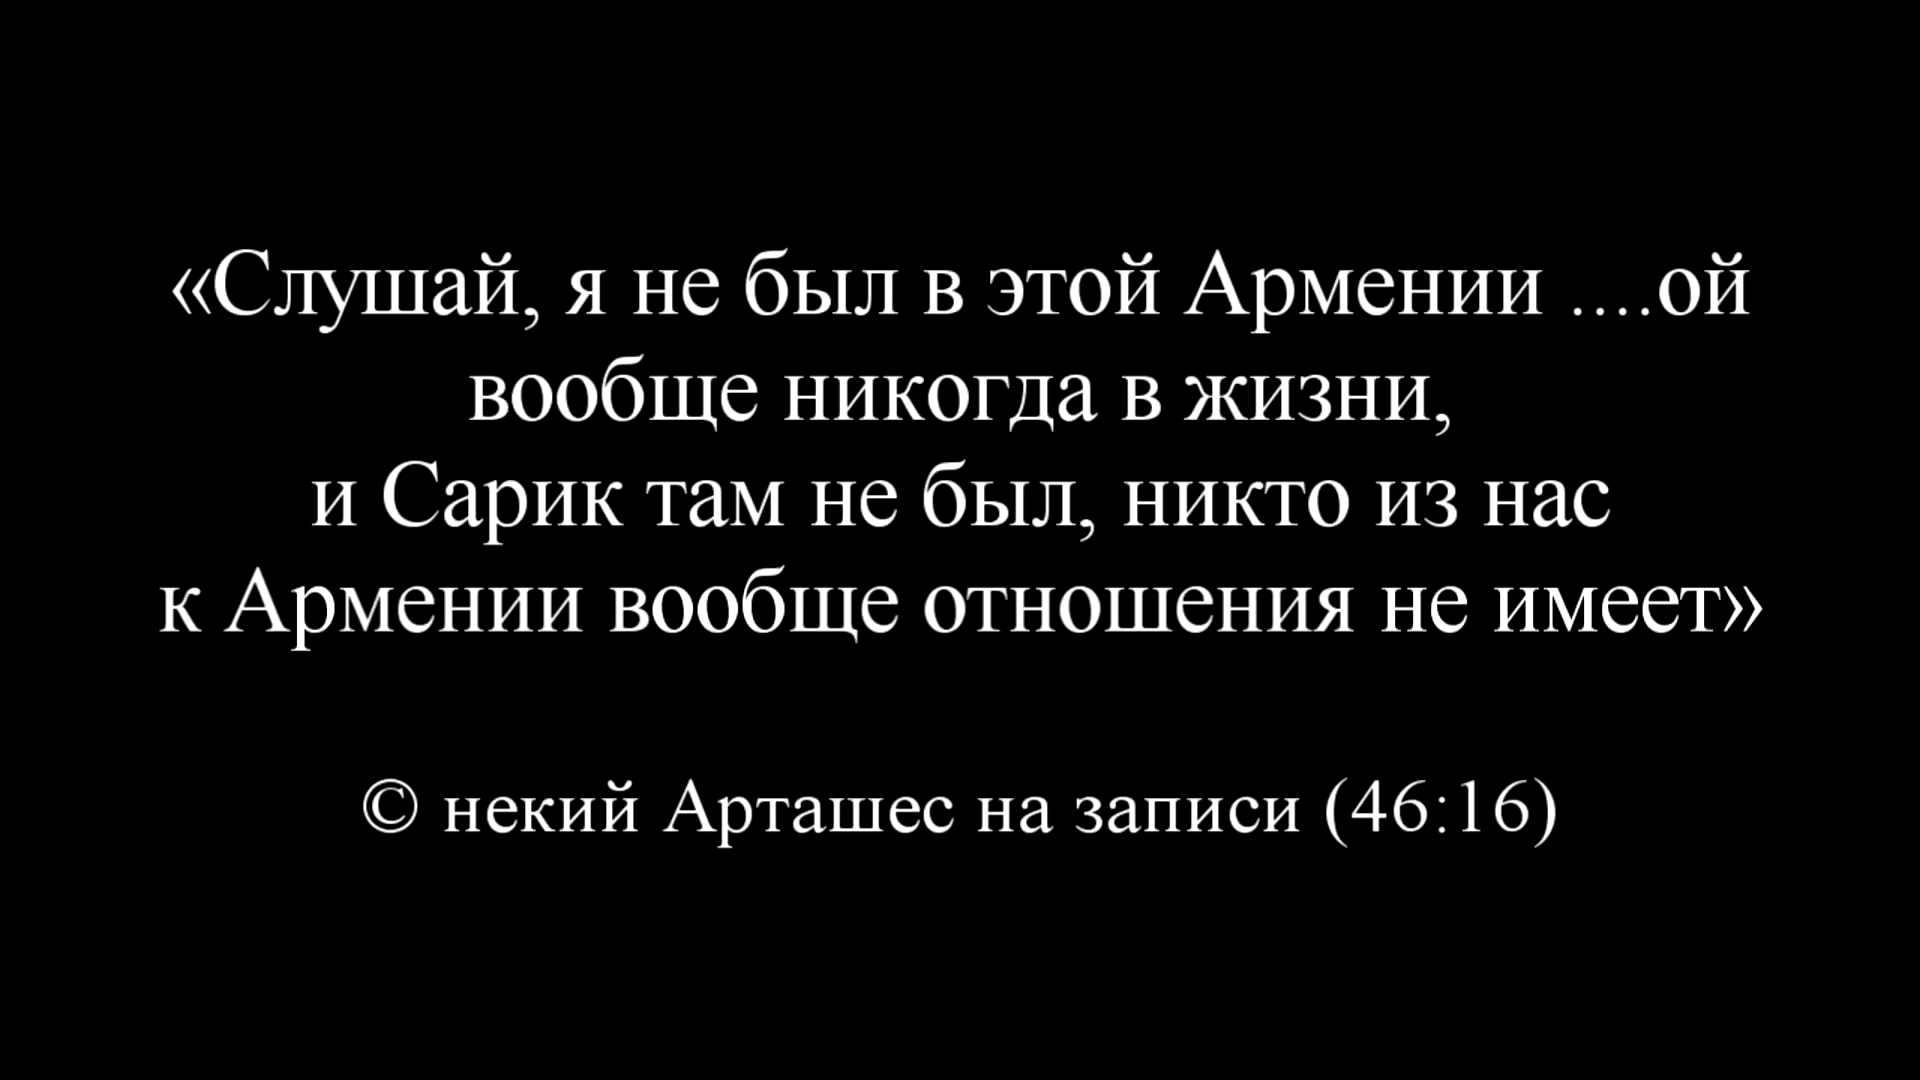 «Слушай, я не был в этой Армении ....ой
вообще никогда в жизни,
и Сарик там не был, никто из нас
к Армении вообще отношения не имеет»
© некий Арташес на записи (46:16)